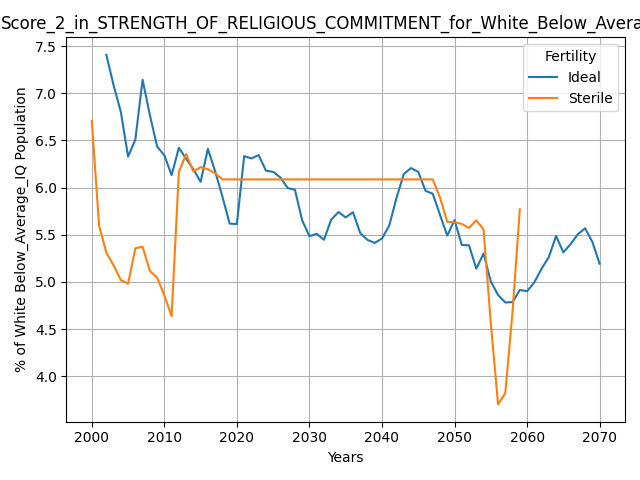 Score_2_in_STRENGTH_OF_RELIGIOUS_COMMITMENT_for_White_Below_Avera
Fertility
Ideal
Sterile
7.5
7.0
6.5
6.0
5.5
5.0
4.5
4.0
% of White Below_Average_IQ Population
2000 2010 2020 2030 2040 2050 2060 2070
Years